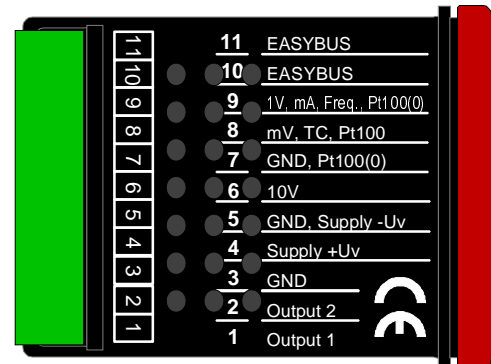 11 11 EASYBUS
10 10 EASYBUS
9 9 1V, mA, Freq., Pt100(0)
8 8 mV, TC, Pt100
7 7 GND, Pt100(0)
6 6 10V
5 5 GND, Supply -Uv
4 4 Supply +Uv
3 3 GND
2 2 Output 2
1 1 Output 1
CE